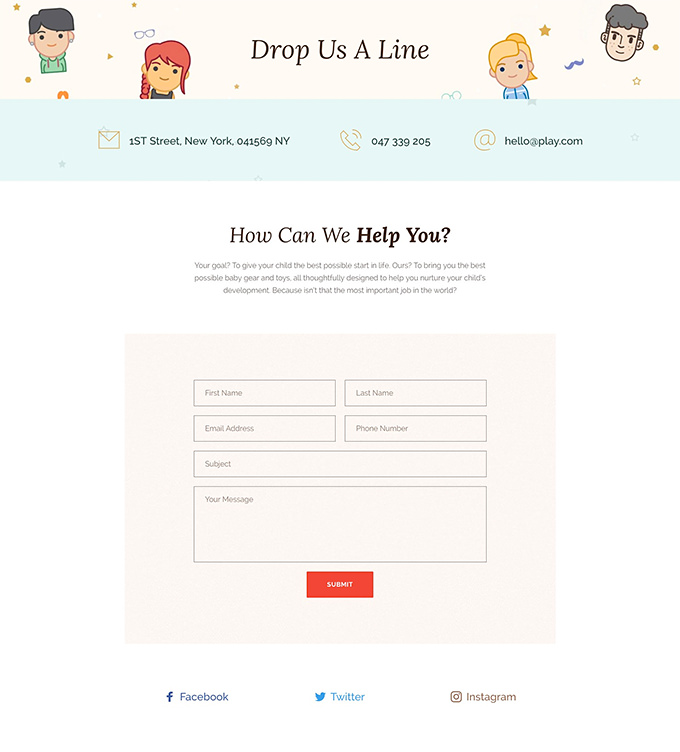 Drop Us A Line
1ST Street, New York, 041569 NY
047 339 205
hello@play.com
How Can We Help You?
Your goal? To give your child the best possible start in life. Ours? To bring you the best
possible baby gear and toys, all thoughtfully designed to help you nurture your child's
development. Because isn't that the most important job in the world?
First Name
Last Name
Email Address
Phone Number
Subject
Your Message
SUBMIT
Facebook
Twitter
Instagram